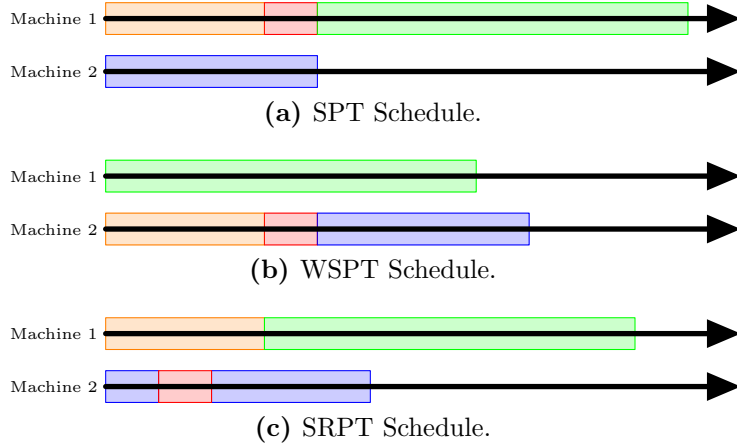 Machine 1
Machine 2
(a) SPT Schedule.
Machine 1
Machine 2
(b) WSPT Schedule.
Machine 1
Machine 2
(c) SRPT Schedule.